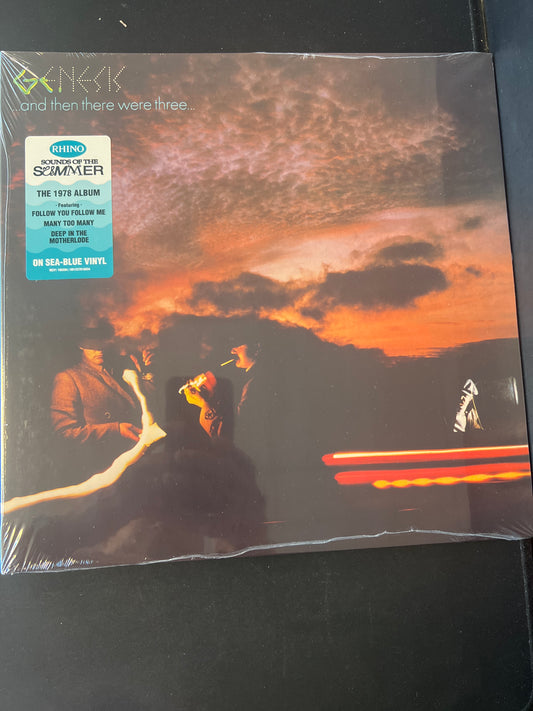 GENESIS
...and then there were three...
RHINO
SOUNDS OF THE
SUMMER
THE 1978 ALBUM
- Featuring -
FOLLOW YOU FOLLOW ME
MANY TOO MANY
DEEP IN THE
MOTHERLODE
ON SEA-BLUE VINYL